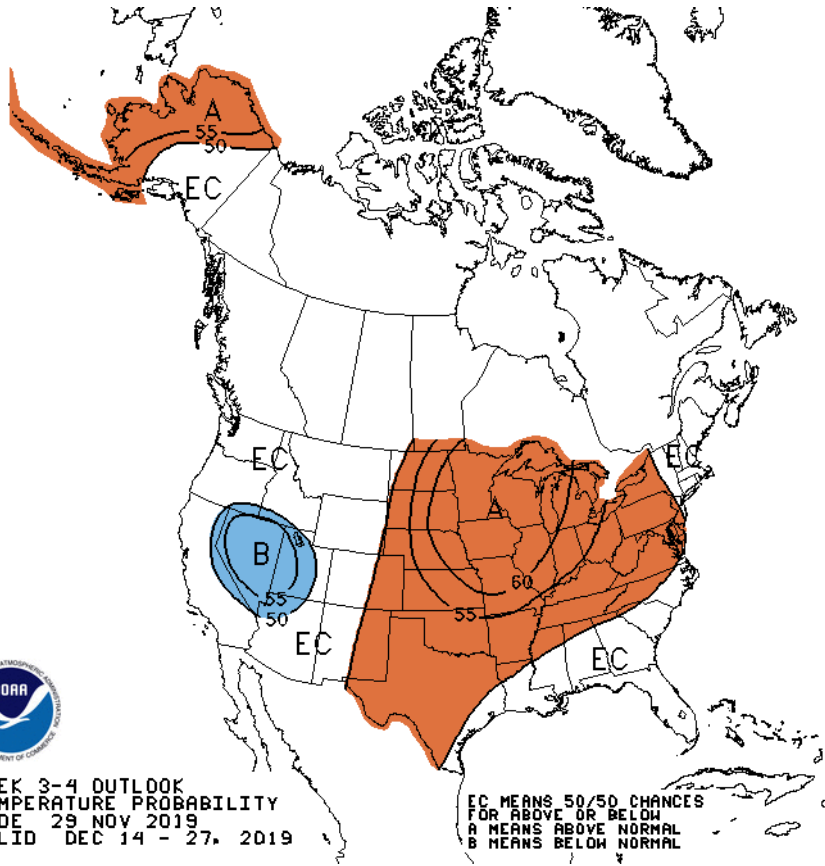 A
55
50
EC
EC
EC
A
B
60
55
55
50
EC
EC
NOAA
EK 3-4 OUTLOOK
MPERATURE PROBABILITY
DE 29 NOV 2019
LID DEC 14 - 27, 2019
EC MEANS 50/50 CHANCES
FOR ABOVE OR BELOW
A MEANS ABOVE NORMAL
B MEANS BELOW NORMAL